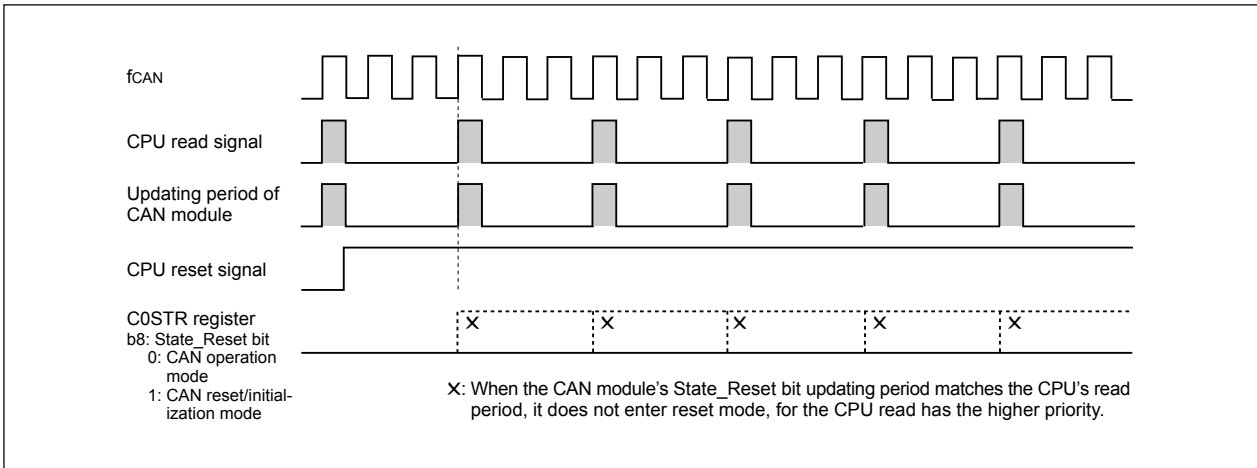 fCAN
CPU read signal
Updating period of
CAN module
CPU reset signal
C0STR register
b8: State_Reset bit
0: CAN operation
mode
1: CAN reset/initial-
ization mode
✕: When the CAN module's State_Reset bit updating period matches the CPU's read
period, it does not enter reset mode, for the CPU read has the higher priority.